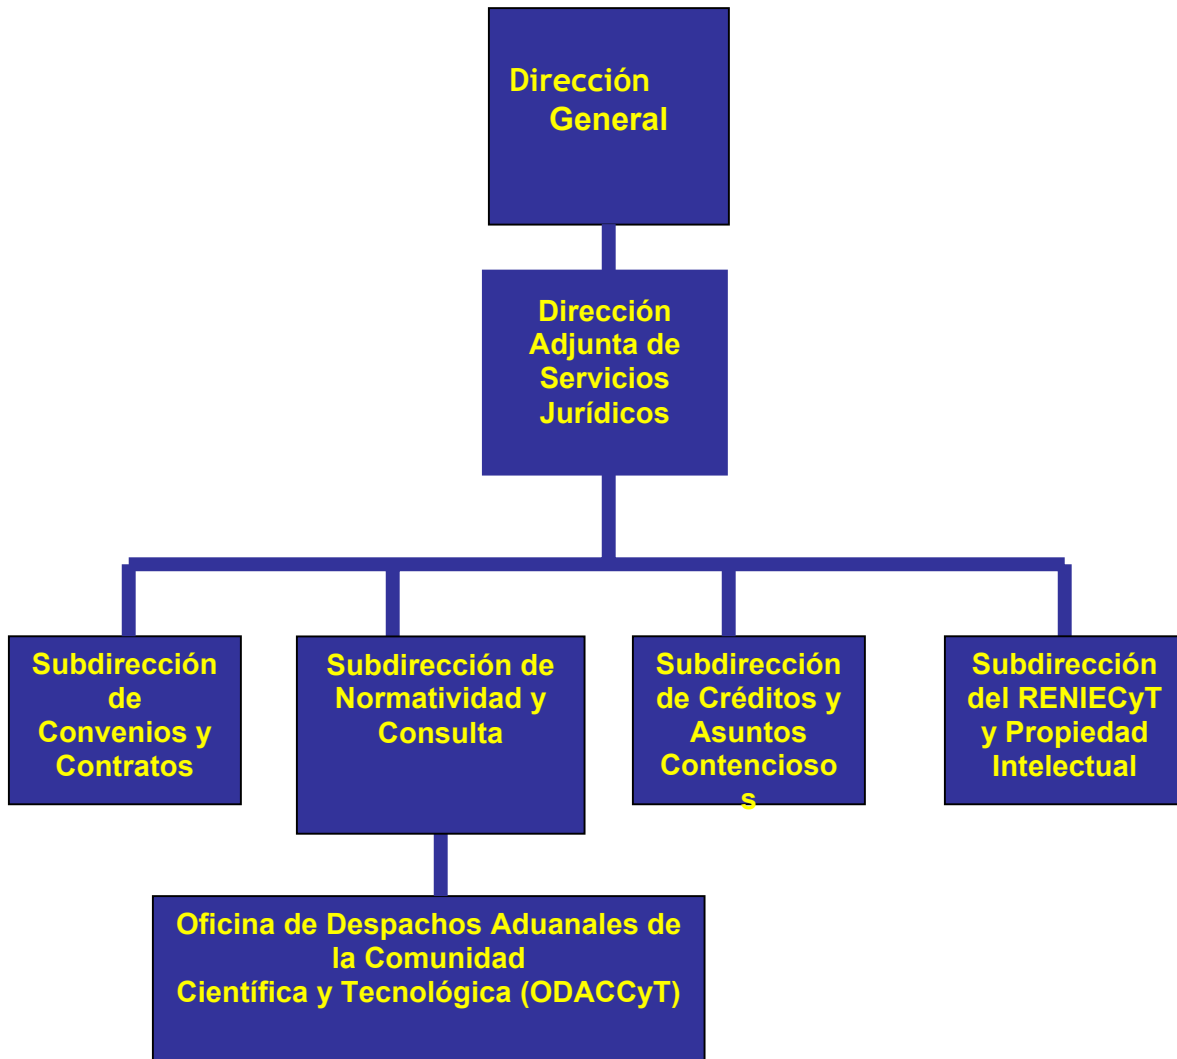 Dirección
General
Dirección
Adjunta de
Servicios
Jurídicos
Subdirección
de
Convenios y
Contratos
Subdirección de
Normatividad y
Consulta
Subdirección
de Créditos y
Asuntos
Contencioso
s
Subdirección
del RENIECyT
y Propiedad
Intelectual
Oficina de Despachos Aduanales de
la Comunidad
Científica y Tecnológica (ODACCyT)